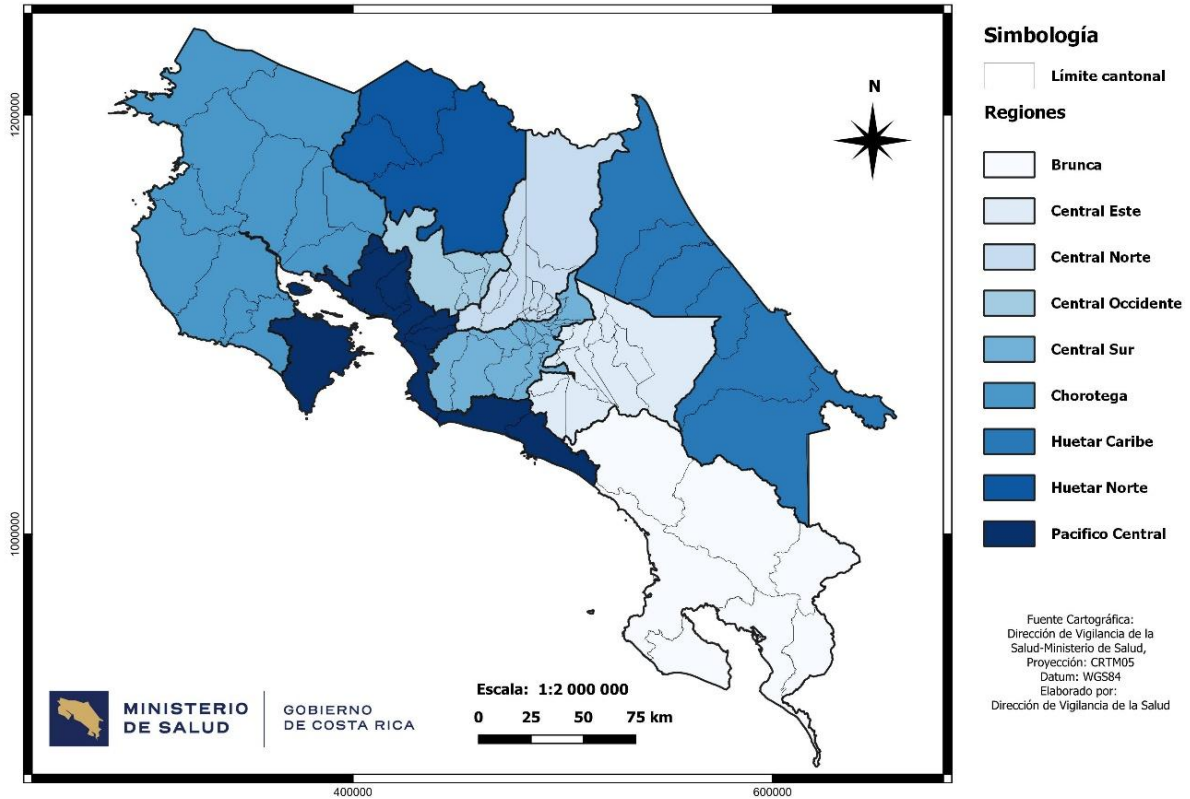 Simbología
Límite cantonal
Regiones
Brunca
Central Este
Central Norte
Central Occidente
Central Sur
Chorotega
Huetar Caribe
Huetar Norte
Pacifico Central
Fuente Cartográfica:
Dirección de Vigilancia de la
Salud-Ministerio de Salud,
Proyección: CRTM05
Datum: WGS84
Elaborado por:
Dirección de Vigilancia de la Salud
N
1200000
1000000
Escala: 1:2 000 000
0 25 50 75 km
MINISTERIO
DE SALUD
GOBIERNO
DE COSTA RICA
400000
600000